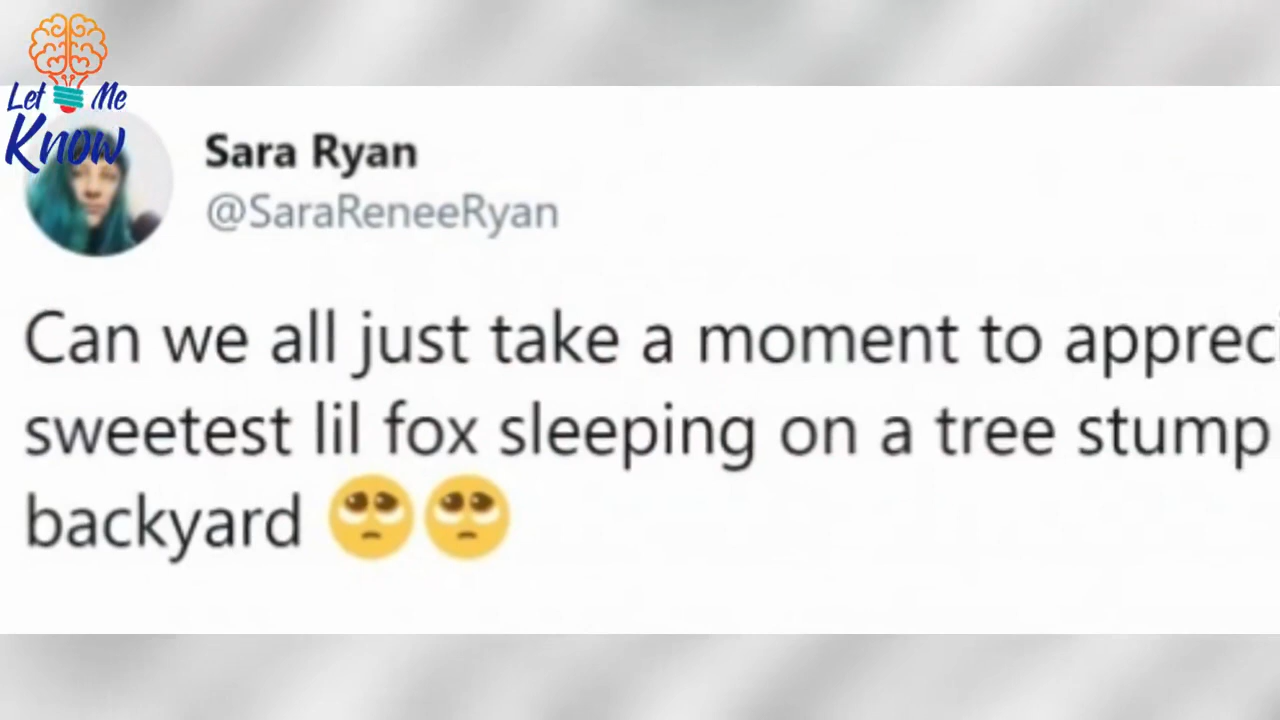 Let Me
Know
Sara Ryan
@SaraReneeRyan
Can we all just take a moment to appreci
sweetest lil fox sleeping on a tree stump
backyard 🥺🥺